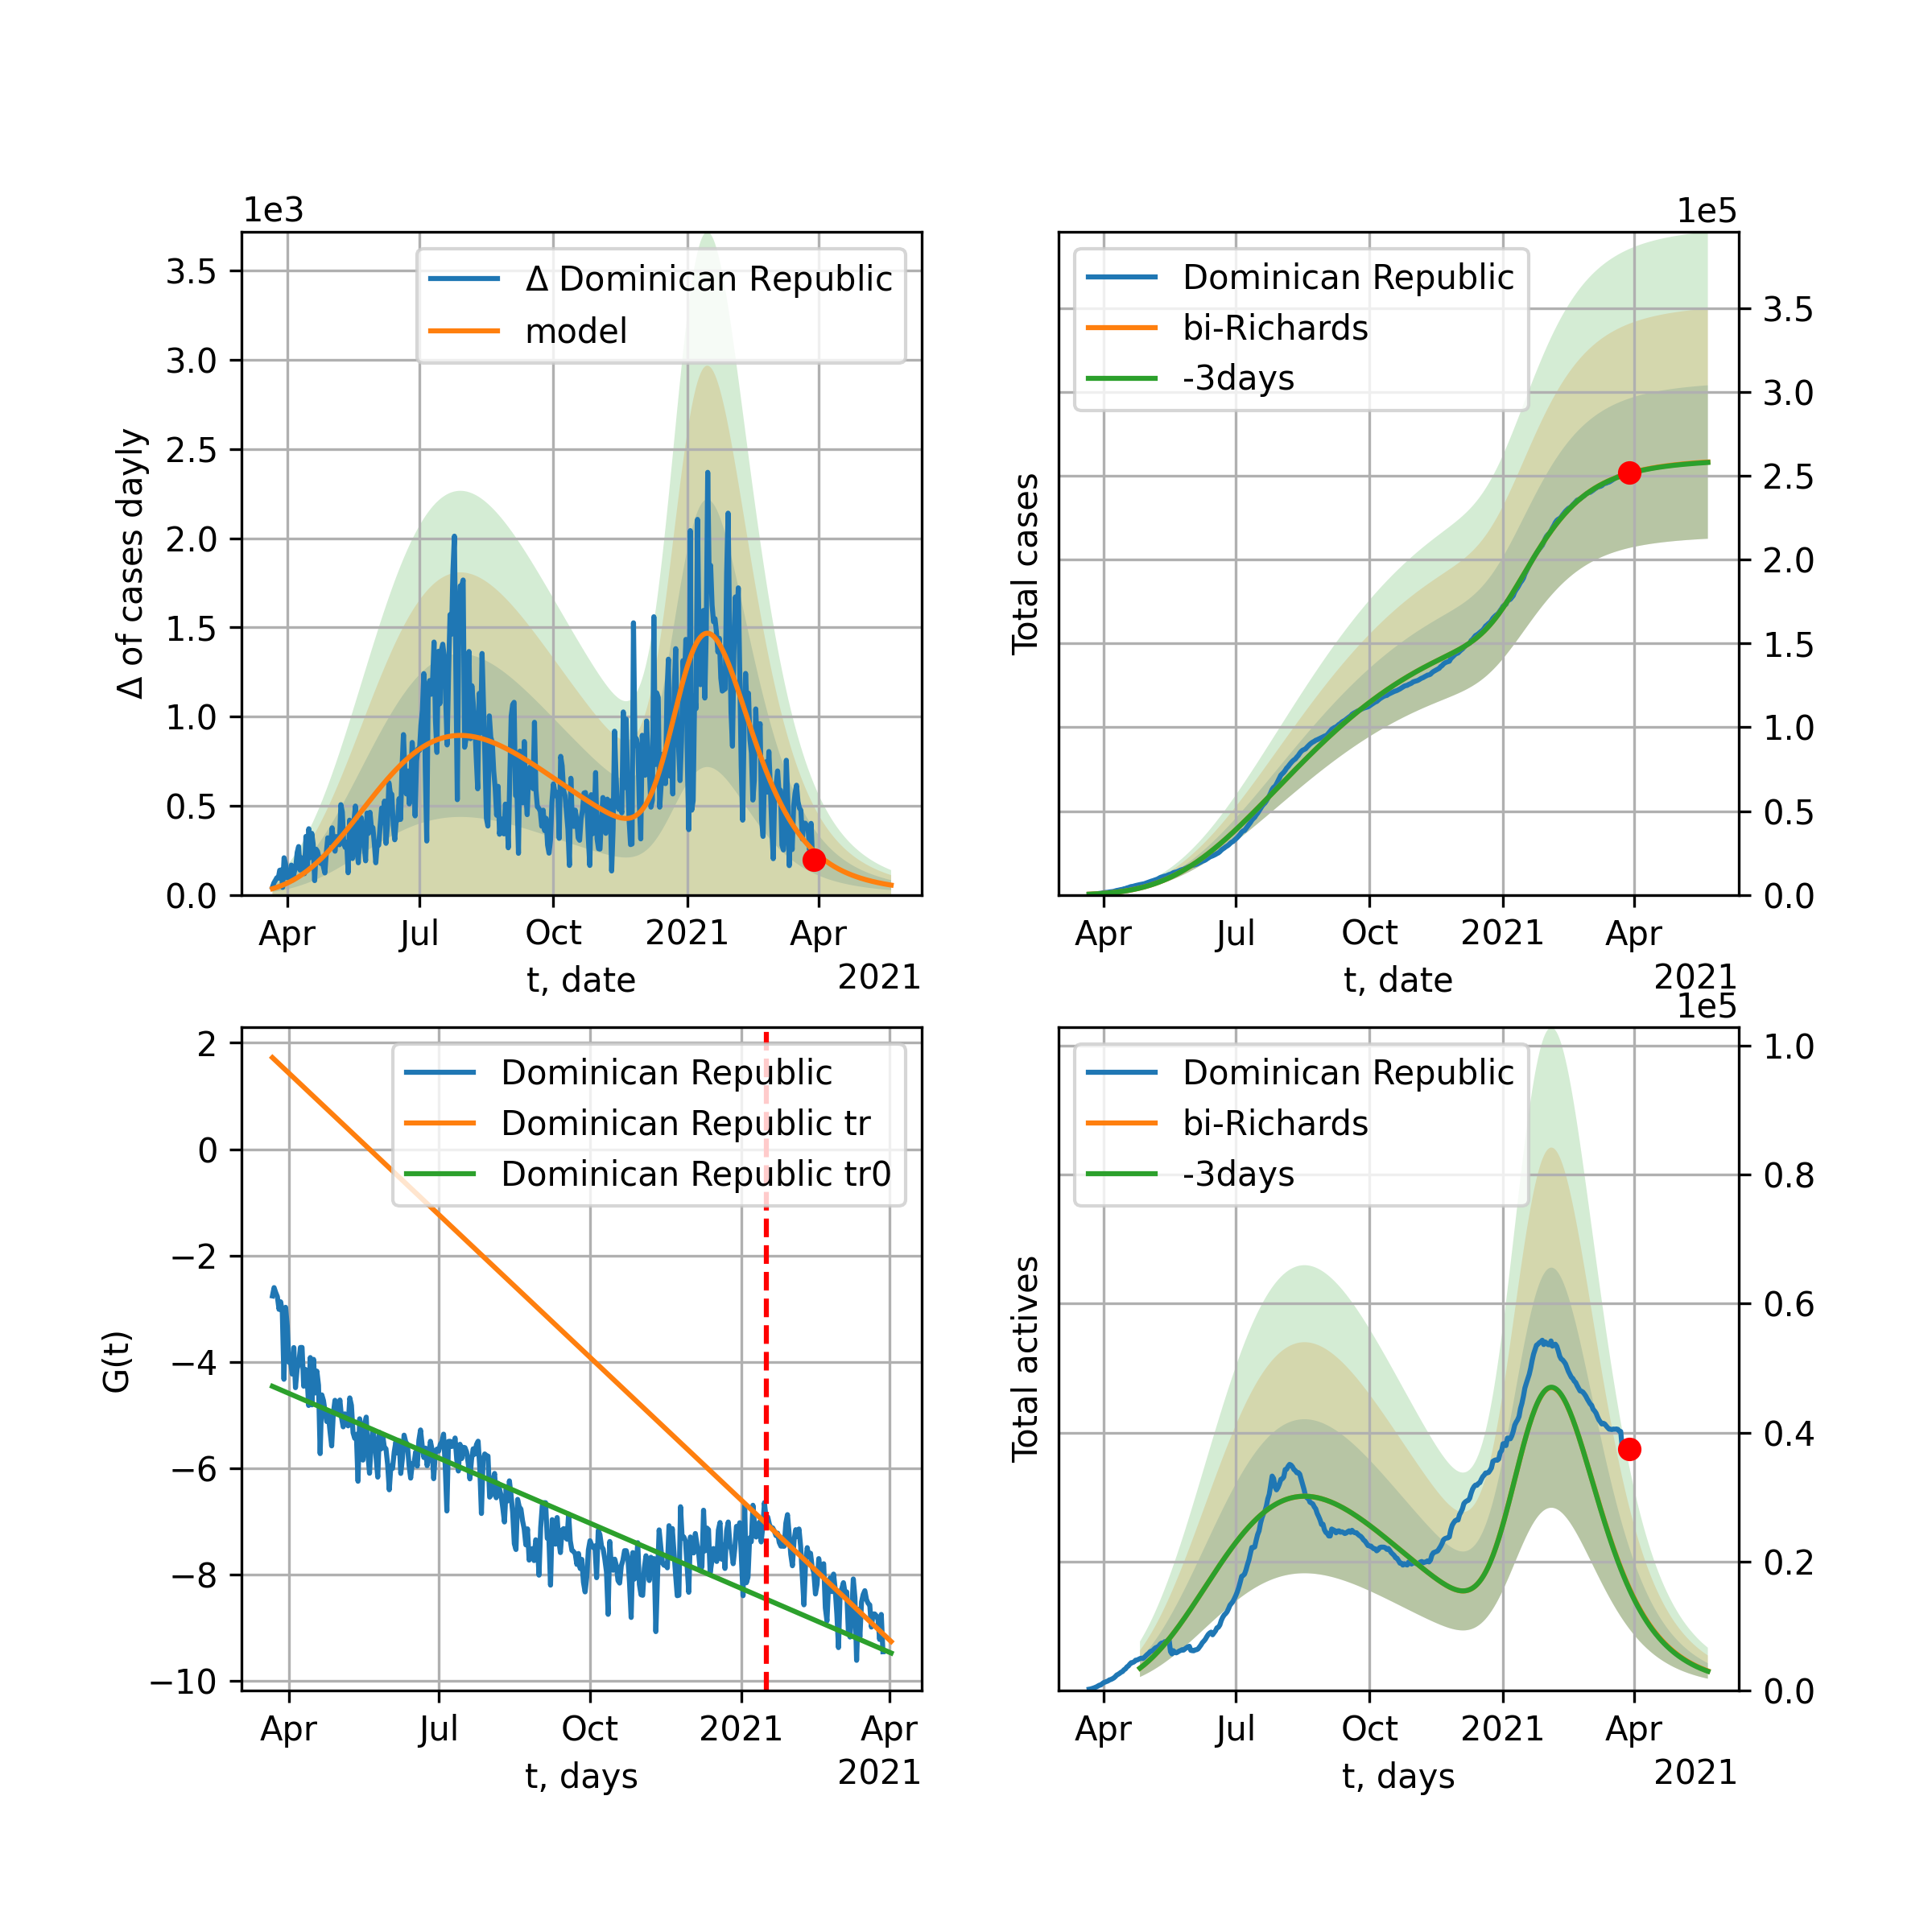 1e3
Δ of cases dayly
3.5
3.0
2.5
2.0
1.5
1.0
0.5
0.0
Δ Dominican Republic
model
Apr
Jul
Oct
2021
Apr
t, date
2021
1e5
Total cases
Dominican Republic
bi-Richards
-3days
3.5
3.0
2.5
2.0
1.5
1.0
0.5
0.0
Apr
Jul
Oct
2021
Apr
t, date
2021
G(t)
2
0
−2
−4
−6
−8
−10
Dominican Republic
Dominican Republic tr
Dominican Republic tr0
Apr
Jul
Oct
2021
Apr
t, days
2021
1e5
Total actives
Dominican Republic
bi-Richards
-3days
1.0
0.8
0.6
0.4
0.2
0.0
Apr
Jul
Oct
2021
Apr
t, days
2021